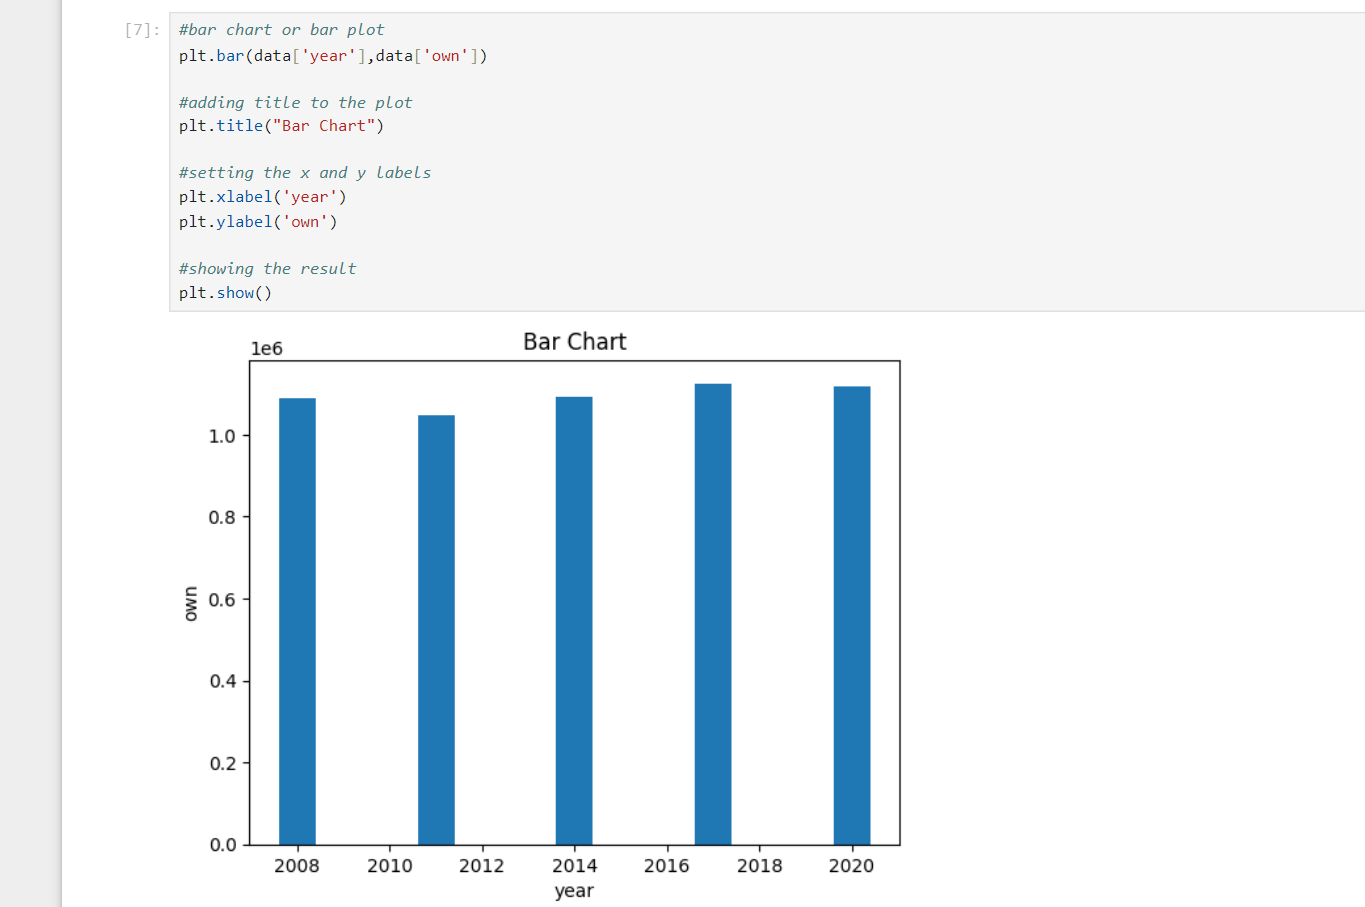 [7]: #bar chart or bar plot
plt.bar(data['year'],data['own'])
#adding title to the plot
plt.title("Bar Chart")
#setting the x and y labels
plt.xlabel('year')
plt.ylabel('own')
#showing the result
plt.show()
Bar Chart
1e6
1.0
0.8
0.6
0.4
0.2
0.0
own
2008 2010 2012 2014 2016 2018 2020
year